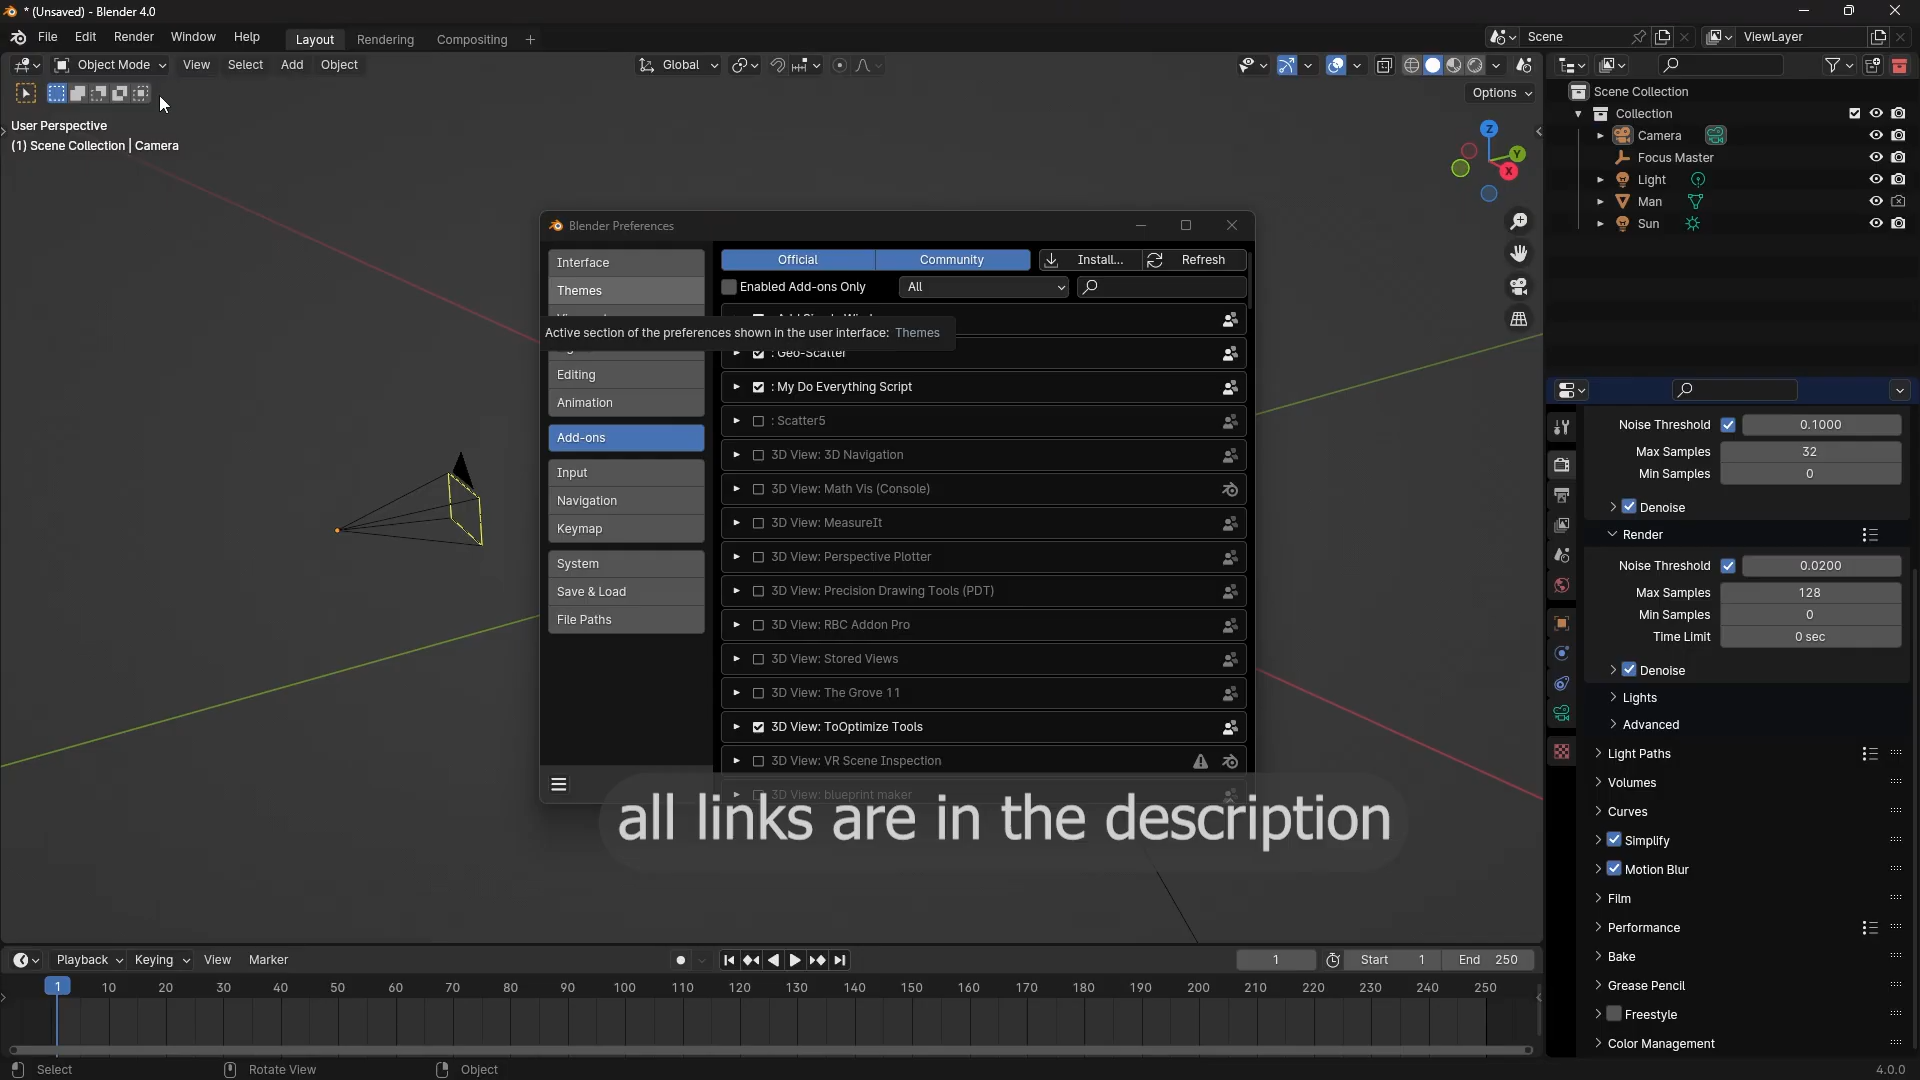 * (Unsaved) - Blender 4.0
File Edit Render Window Help Layout Rendering Compositing + Scene ViewLayer
Object Mode View Select Add Object Global
Options
User Perspective
(1) Scene Collection | Camera
Z
Y
X
Scene Collection
Collection
Camera
Focus Master
Light
Man
Sun
Blender Preferences
Interface
Themes
Editing
Animation
Add-ons
Input
Navigation
Keymap
System
Save & Load
File Paths
Official Community Install... Refresh
Enabled Add-ons Only All
Active section of the preferences shown in the user interface: Themes
: Geo-Scatter
: My Do Everything Script
: Scatter5
3D View: 3D Navigation
3D View: Math Vis (Console)
3D View: MeasureIt
3D View: Perspective Plotter
3D View: Precision Drawing Tools (PDT)
3D View: RBC Addon Pro
3D View: Stored Views
3D View: The Grove 11
3D View: ToOptimize Tools
3D View: VR Scene Inspection
3D View: blueprint maker
all links are in the description
Noise Threshold 0.1000
Max Samples 32
Min Samples 0
Denoise
Render
Noise Threshold 0.0200
Max Samples 128
Min Samples 0
Time Limit 0 sec
Denoise
Lights
Advanced
Light Paths
Volumes
Curves
Simplify
Motion Blur
Film
Performance
Bake
Grease Pencil
Freestyle
Color Management
Playback Keying View Marker 1 Start 1 End 250
1 10 20 30 40 50 60 70 80 90 100 110 120 130 140 150 160 170 180 190 200 210 220 230 240 250
Select Rotate View Object 4.0.0